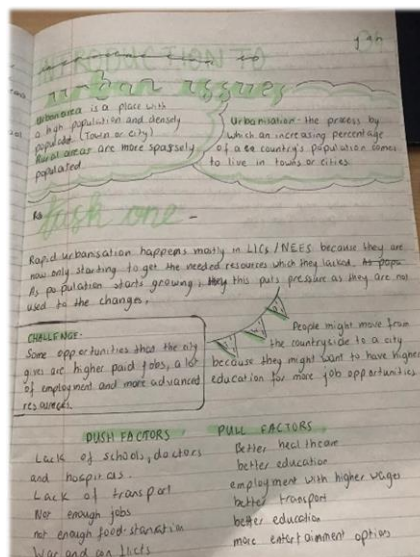 INTRODUCTION TO
urban issues
Urban area is a place with
a high population and densely
populated. (Town or city)
Rural areas are more sparsely
populated.
Urbanisation - the process by
which an increasing percentage
of a country's population comes
to live in towns or cities.
task one -
Rapid urbanisation happens mostly in LICs/NEES because they are
now only starting to get the needed resources which they lacked.
As population starts growing, this puts pressure as they are not
used to the changes.
CHALLENGE:
Some opportunities that the city
gives are higher paid jobs, a lot
of employment and more advanced
resources.
People might move from
the countryside to a city
because they might want to have higher
education for more job opportunities.
PUSH FACTORS
Lack of schools, doctors
and hospitals.
Lack of transport
Not enough jobs
not enough food-starvation
War and conflicts
PULL FACTORS
Better healthcare
better education
employment with higher wages
better transport
better education
more entertainment options